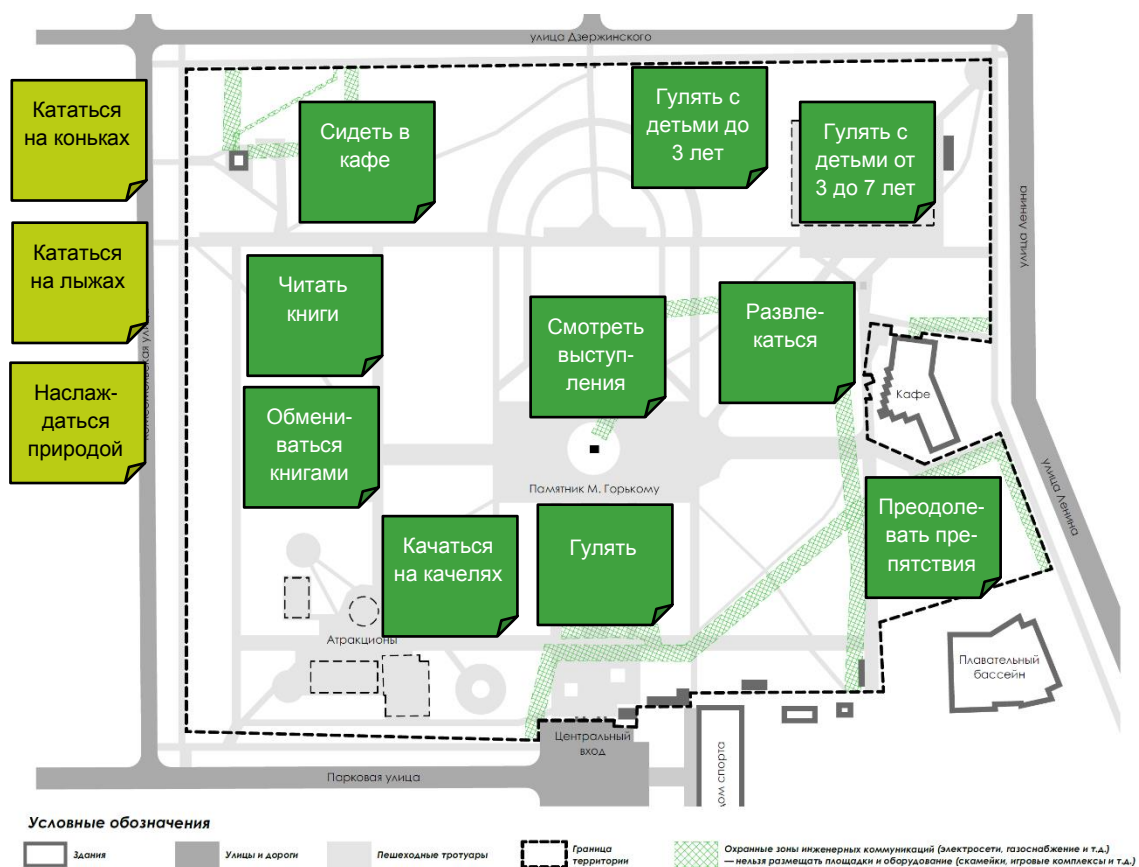 улица Дзержинского
Кататься
на коньках
Сидеть в
кафе
Гулять с
детьми до
3 лет
Гулять с
детьми от
3 до 7 лет
улица Ленина
Кататься
на лыжах
Читать
книги
Смотреть
выступ-
ления
Развле-
каться
Кафе
Наслаж-
даться
природой
Обмени-
ваться
книгами
Памятник М. Горькому
улица Ленина
Качаться
на качелях
Гулять
Преодоле-
вать пре-
пятствия
Атракционы
Плавательный
бассейн
Центральный
вход
Парковая улица
дом спорта
Условные обозначения
Здания
Улицы и дороги
Пешеходные тротуары
Граница
территории
Охранные зоны инженерных коммуникаций (электросети, газоснабжение и т.д.)
— нельзя размещать площадки и оборудование (скамейки, игровые комплексы и т.д.)